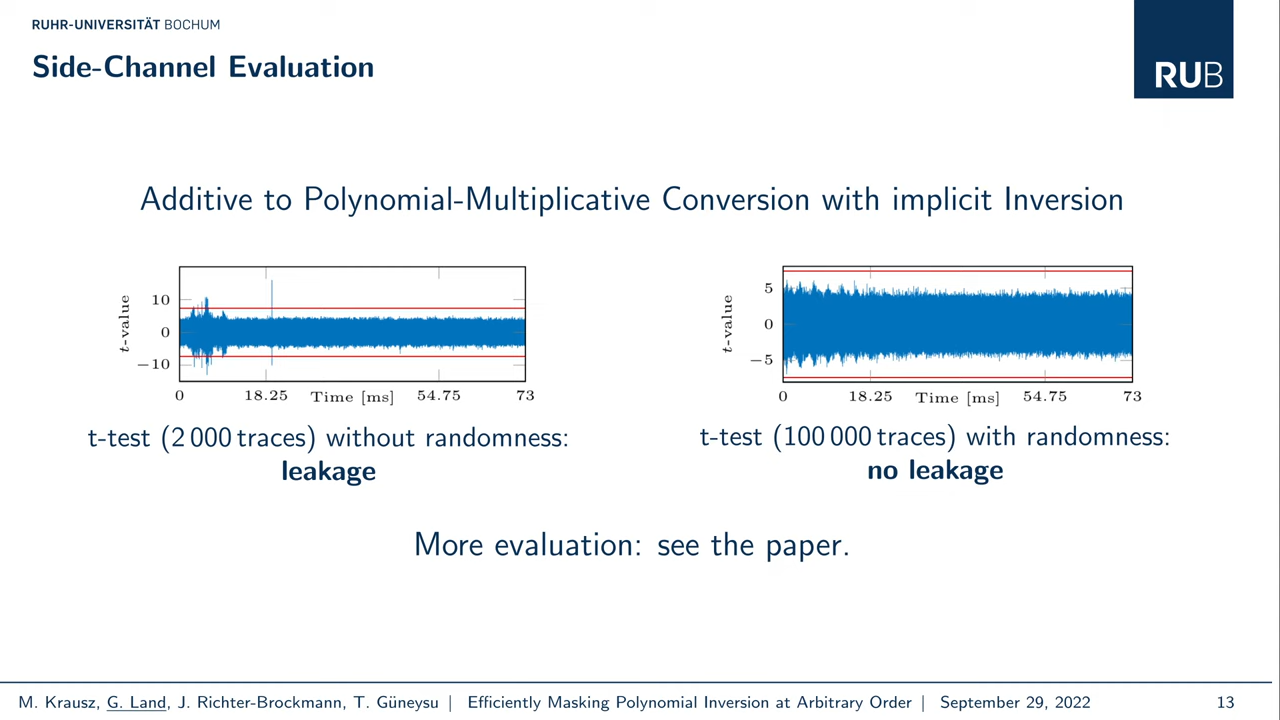 RUHR-UNIVERSITÄT BOCHUM
Side-Channel Evaluation
RUB
Additive to Polynomial-Multiplicative Conversion with implicit Inversion
10
0
−10
t-value
0
18.25
Time [ms]
54.75
73
t-test (2 000 traces) without randomness:
leakage
5
0
−5
t-value
0
18.25
Time [ms]
54.75
73
t-test (100 000 traces) with randomness:
no leakage
More evaluation: see the paper.
M. Krausz, G. Land, J. Richter-Brockmann, T. Güneysu | Efficiently Masking Polynomial Inversion at Arbitrary Order | September 29, 2022
13